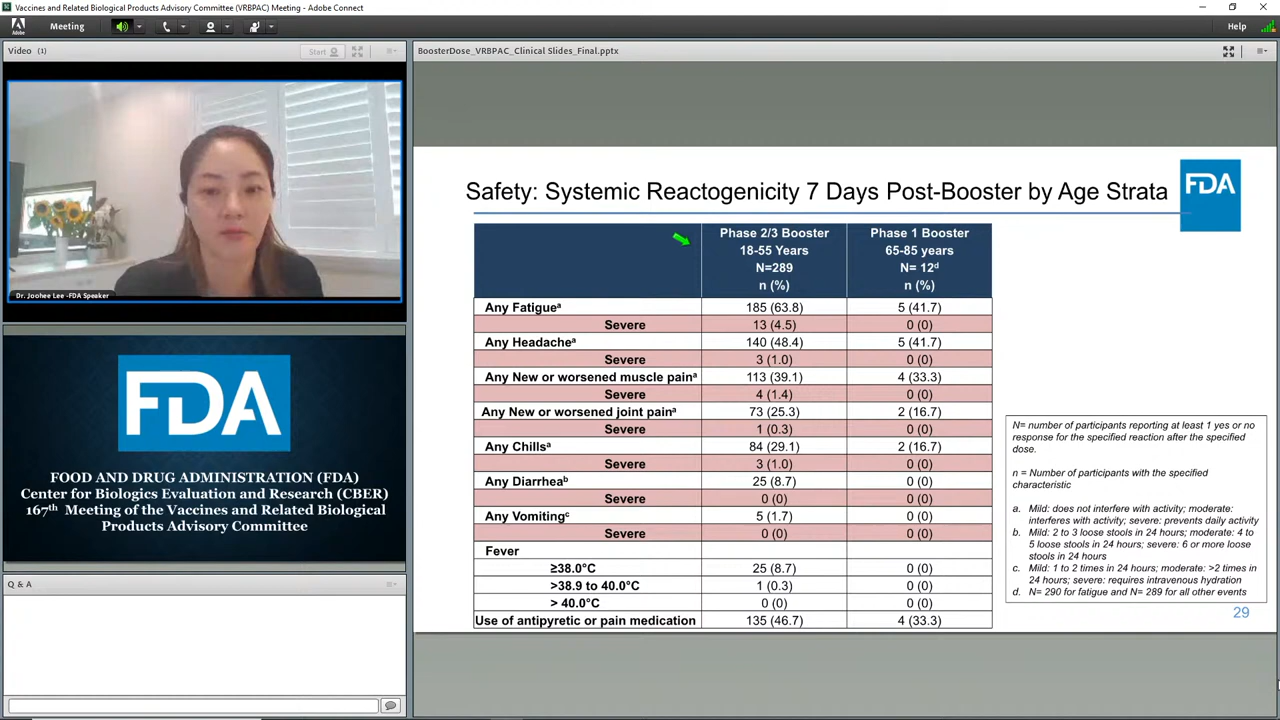 Vaccines and Related Biological Products Advisory Committee (VRBPAC) Meeting - Adobe Connect
Meeting
Help
Video (1)
Start
Dr. Joohee Lee -FDA Speaker
FDA
FOOD AND DRUG ADMINISTRATION (FDA)
Center for Biologics Evaluation and Research (CBER)
167th Meeting of the Vaccines and Related Biological
Products Advisory Committee
Q & A
BoosterDose_VRBPAC_Clinical Slides_Final.pptx
Safety: Systemic Reactogenicity 7 Days Post-Booster by Age Strata
FDA
Phase 2/3 Booster
18-55 Years
N=289
n (%)
Phase 1 Booster
65-85 years
N= 12d
n (%)
Any Fatiguea 185 (63.8) 5 (41.7)
Severe 13 (4.5) 0 (0)
Any Headachea 140 (48.4) 5 (41.7)
Severe 3 (1.0) 0 (0)
Any New or worsened muscle paina 113 (39.1) 4 (33.3)
Severe 4 (1.4) 0 (0)
Any New or worsened joint paina 73 (25.3) 2 (16.7)
Severe 1 (0.3) 0 (0)
Any Chillsa 84 (29.1) 2 (16.7)
Severe 3 (1.0) 0 (0)
Any Diarrheab 25 (8.7) 0 (0)
Severe 0 (0) 0 (0)
Any Vomitingc 5 (1.7) 0 (0)
Severe 0 (0) 0 (0)
Fever
≥38.0°C 25 (8.7) 0 (0)
>38.9 to 40.0°C 1 (0.3) 0 (0)
> 40.0°C 0 (0) 0 (0)
Use of antipyretic or pain medication 135 (46.7) 4 (33.3)
N= number of participants reporting at least 1 yes or no
response for the specified reaction after the specified
dose.
n = Number of participants with the specified
characteristic
a. Mild: does not interfere with activity; moderate:
interferes with activity; severe: prevents daily activity
b. Mild: 2 to 3 loose stools in 24 hours; moderate: 4 to
5 loose stools in 24 hours; severe: 6 or more loose
stools in 24 hours
c. Mild: 1 to 2 times in 24 hours; moderate: >2 times in
24 hours; severe: requires intravenous hydration
d. N= 290 for fatigue and N= 289 for all other events
29